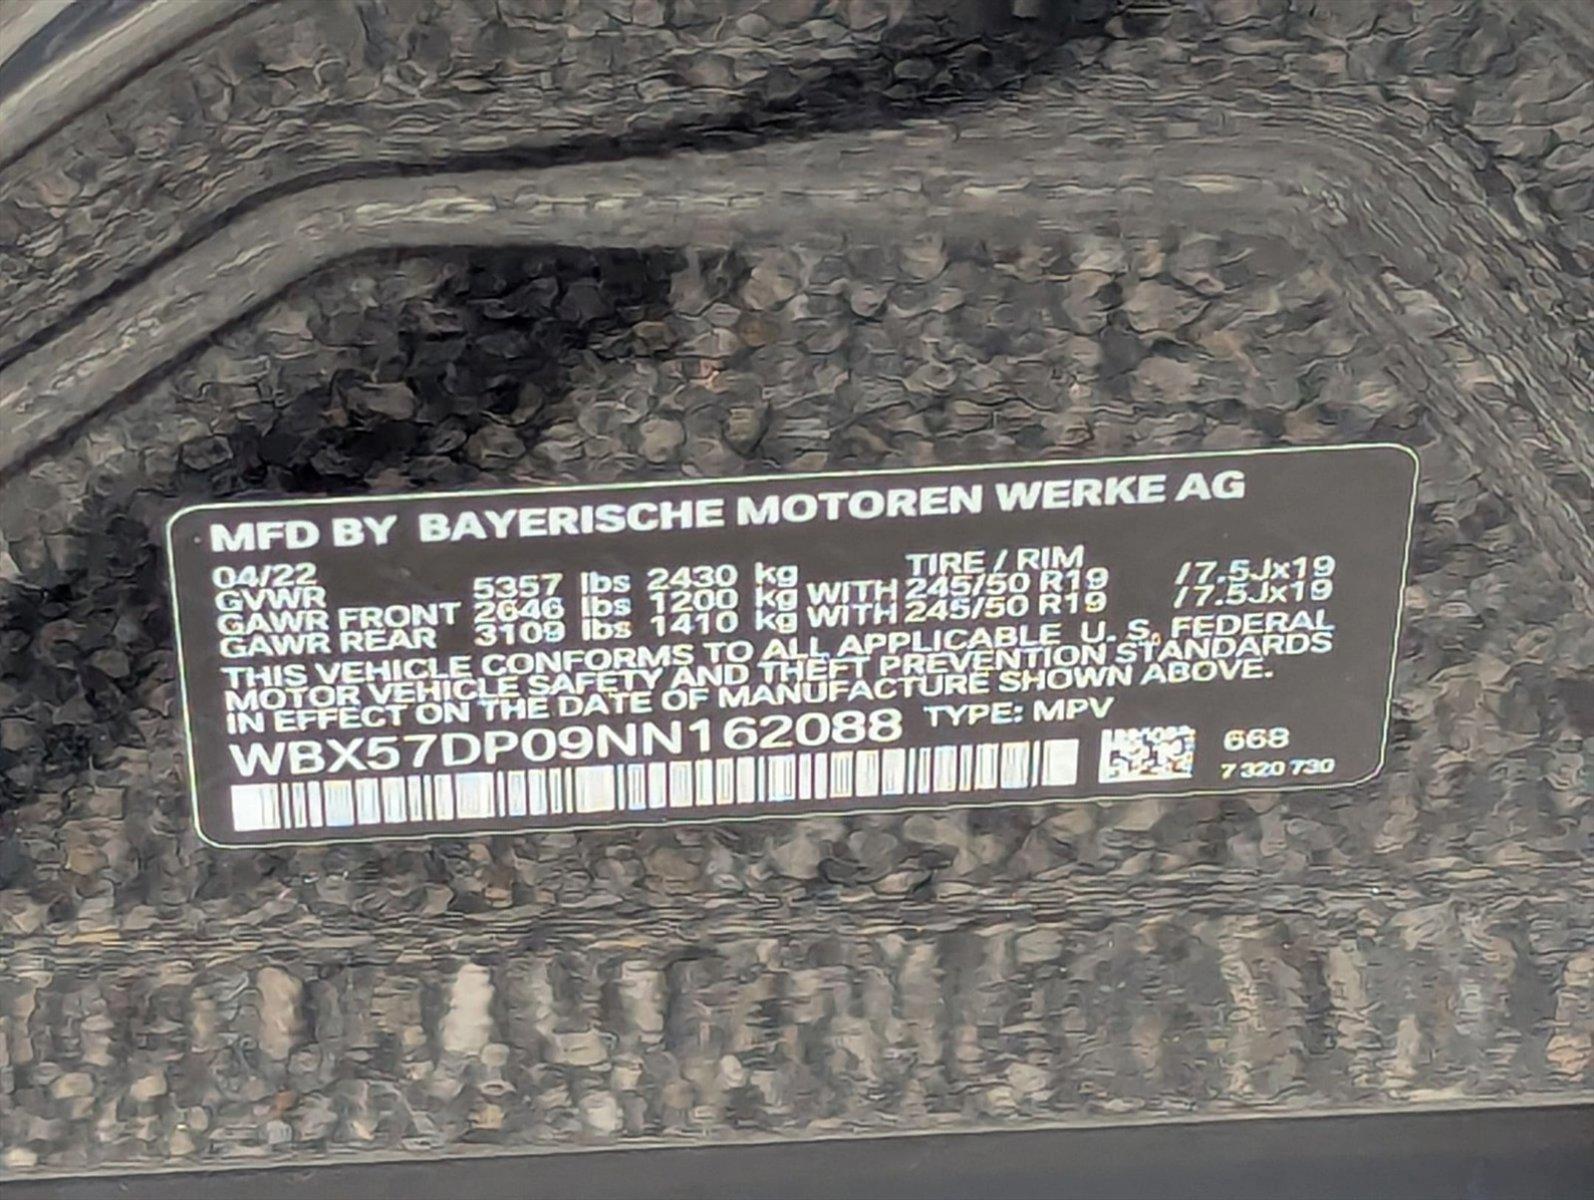 MFD BY BAYERISCHE MOTOREN WERKE AG
04/22 TIRE / RIM
GVWR 5357 lbs 2430 kg
GAWR FRONT 2646 lbs 1200 kg WITH 245/50 R19 /7.5Jx19
GAWR REAR 3109 lbs 1410 kg WITH 245/50 R19 /7.5Jx19
THIS VEHICLE CONFORMS TO ALL APPLICABLE U. S. FEDERAL
MOTOR VEHICLE SAFETY AND THEFT PREVENTION STANDARDS
IN EFFECT ON THE DATE OF MANUFACTURE SHOWN ABOVE.
WBX57DP09NN162088 TYPE: MPV
668
7 320 730